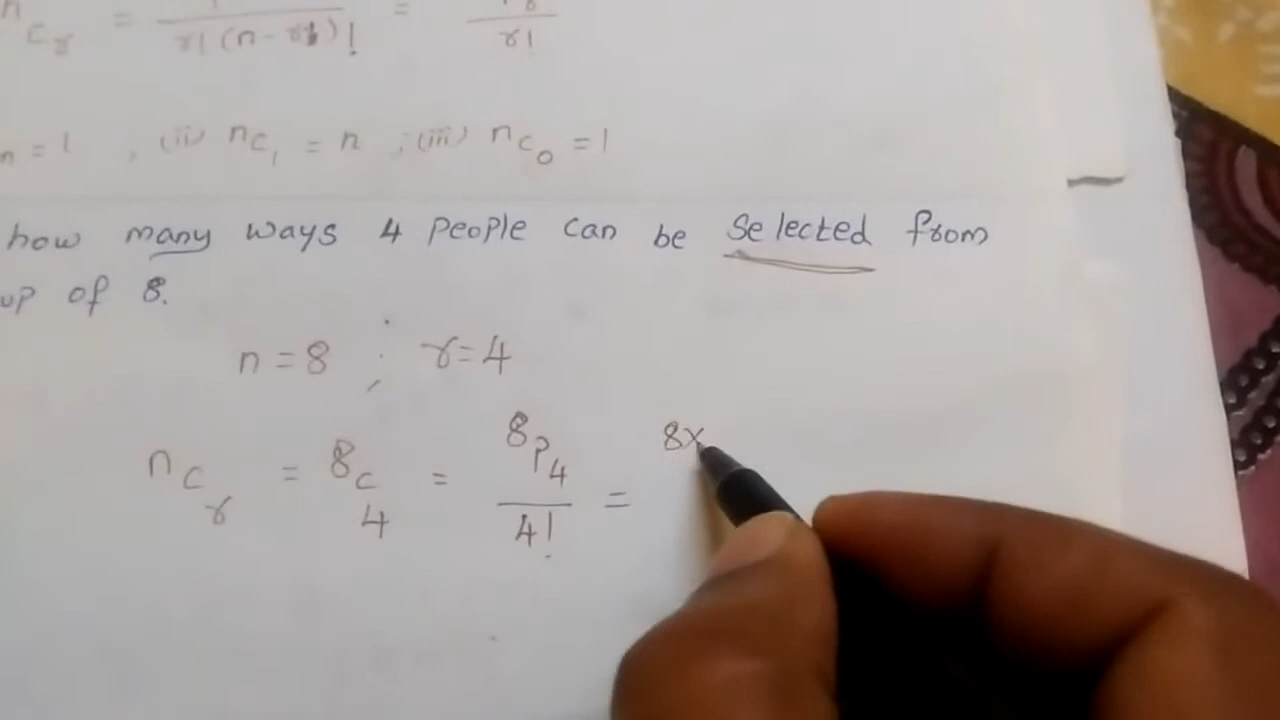 nCr = r!(n-r)! = r!
n = 1 , (ii) nC1 = n ; (iii) nC0 = 1
how many ways 4 people can be selected from
up of 8.
n = 8 ; r = 4
nCr = 8C4 = 8P4/4! = 8x